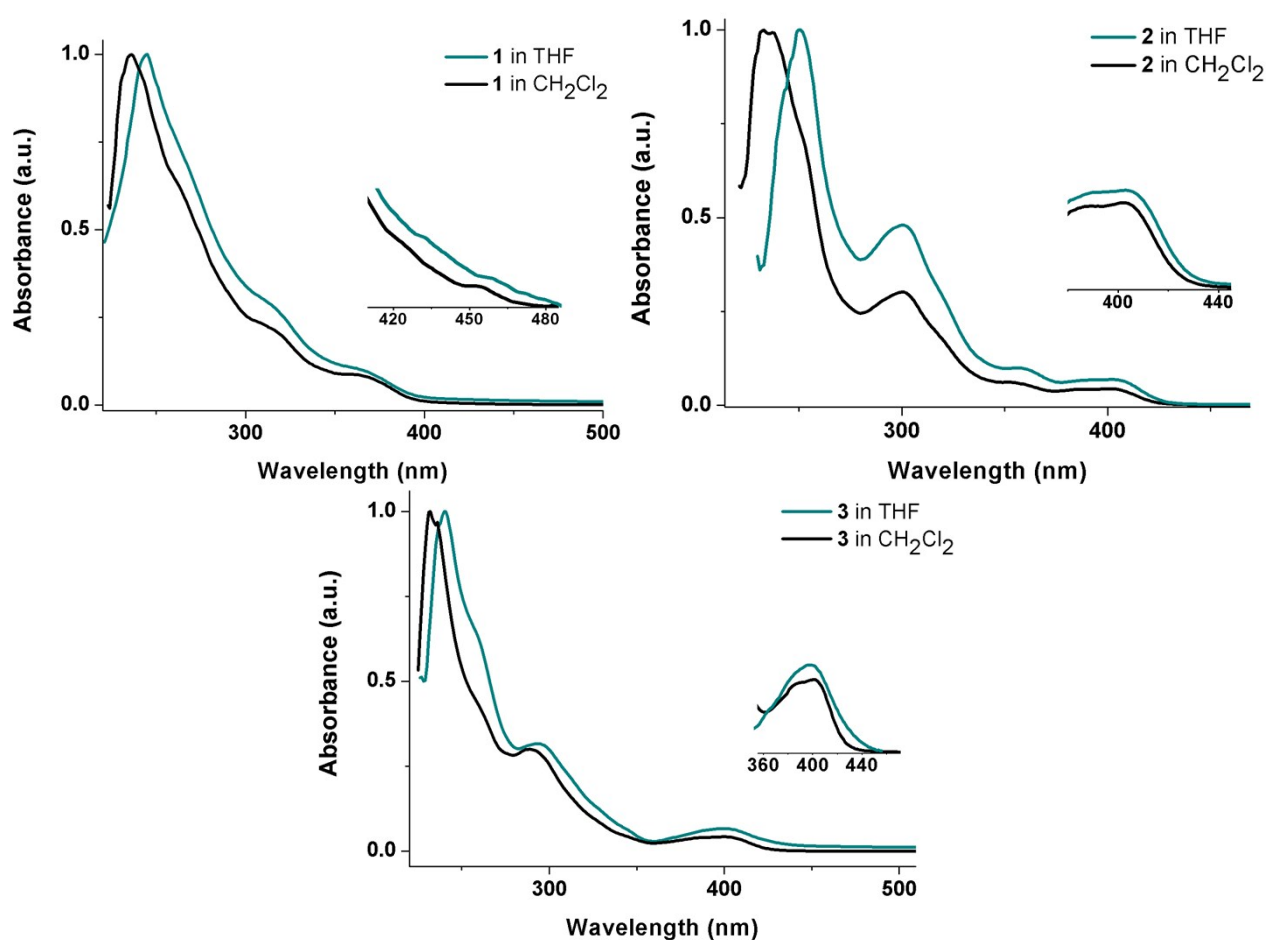 1 in THF
1 in CH2Cl2
1.0
0.5
0.0
Absorbance (a.u.)
420 450 480
300 400 500
Wavelength (nm)
2 in THF
2 in CH2Cl2
1.0
0.5
0.0
Absorbance (a.u.)
400 440
300 400
Wavelength (nm)
3 in THF
3 in CH2Cl2
1.0
0.5
0.0
Absorbance (a.u.)
360 400 440
300 400 500
Wavelength (nm)